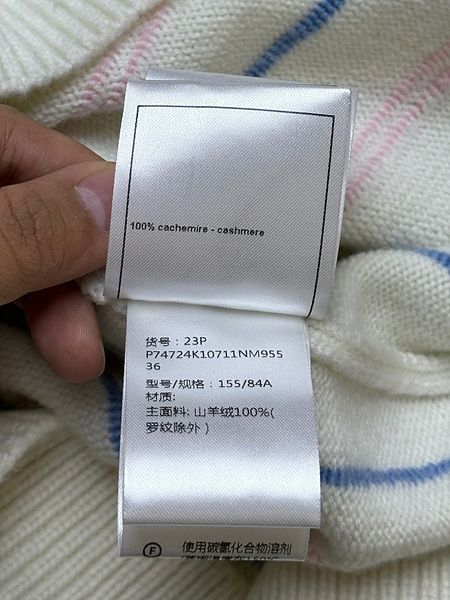 100% cachemire - cashmere
货号：23P
P74724K10711NM955
36
型号/规格：155/84A
材质：
主面料：山羊绒100%(
罗纹除外）
F 使用碳氢化合物溶剂